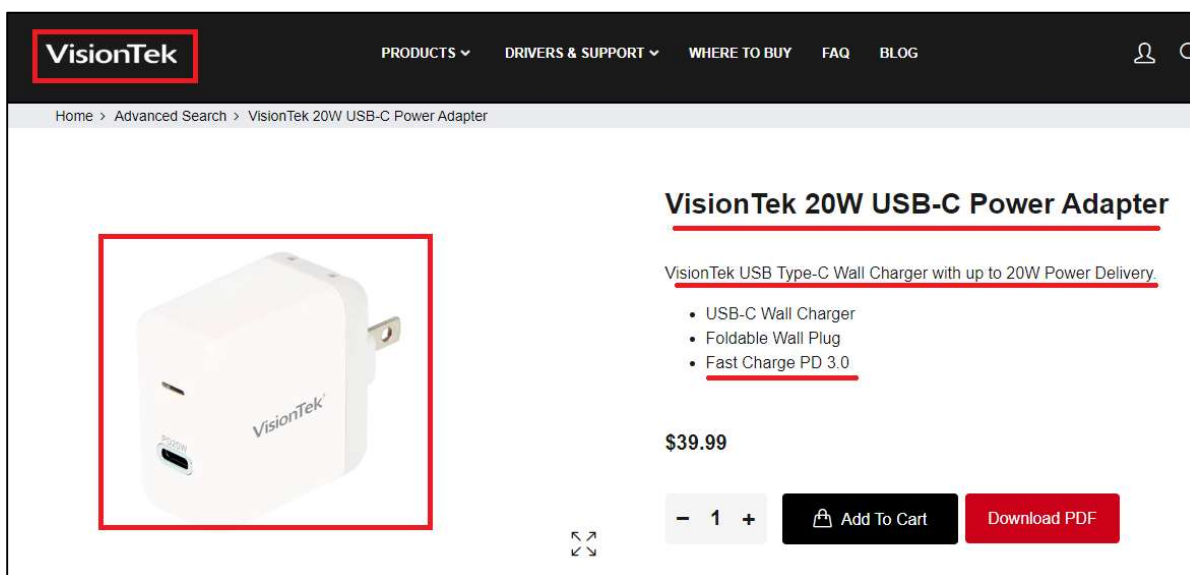 VisionTek
PRODUCTS
DRIVERS & SUPPORT
WHERE TO BUY
FAQ
BLOG
Home > Advanced Search > VisionTek 20W USB-C Power Adapter
VisionTek 20W USB-C Power Adapter
VisionTek USB Type-C Wall Charger with up to 20W Power Delivery.
• USB-C Wall Charger
• Foldable Wall Plug
• Fast Charge PD 3.0
VisionTek
PD20W
$39.99
− 1 +
Add To Cart
Download PDF